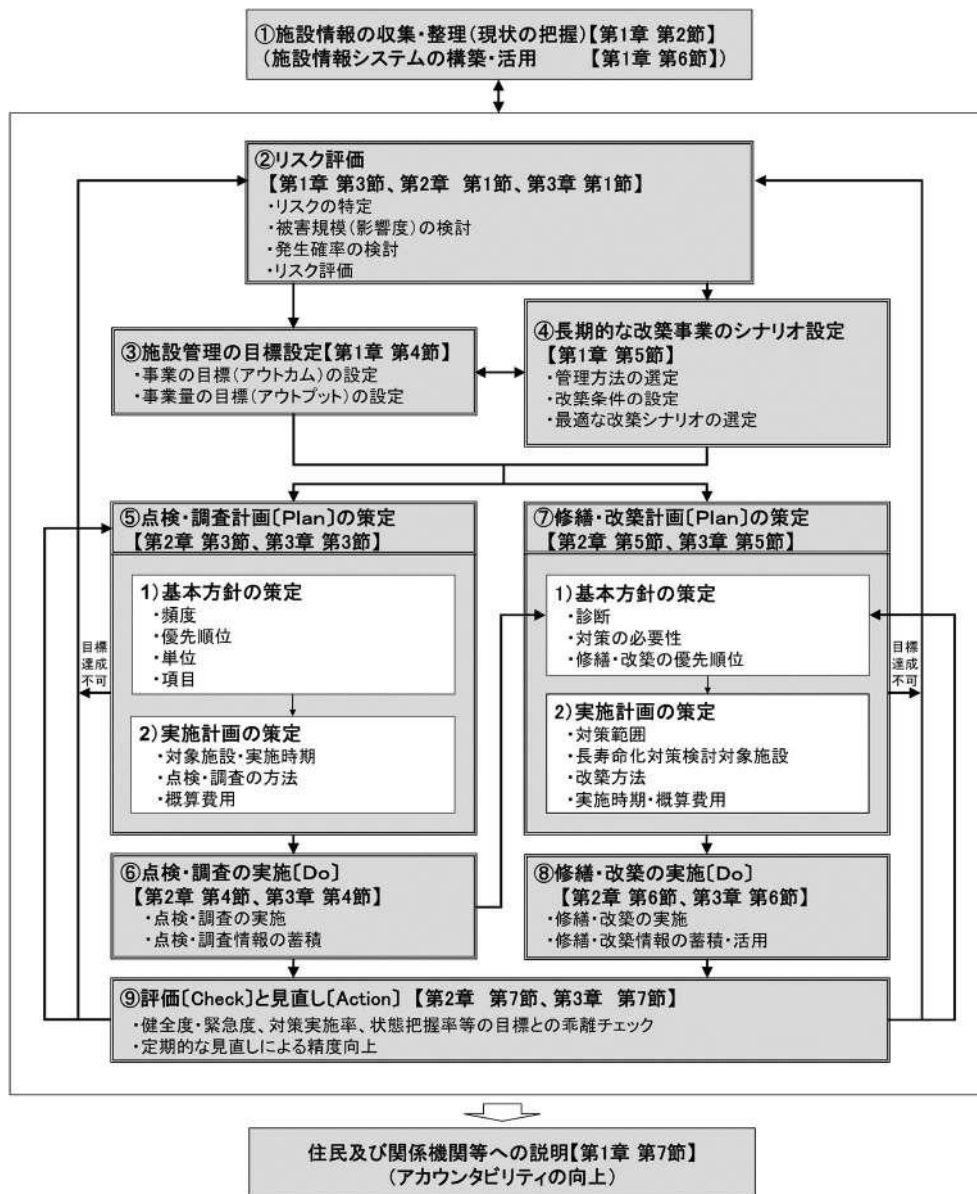 ①施設情報の収集・整理(現状の把握)【第1章 第2節】
(施設情報システムの構築・活用　　【第1章 第6節】)
②リスク評価
【第1章 第3節、第2章　第1節、第3章 第1節】
・リスクの特定
・被害規模(影響度)の検討
・発生確率の検討
・リスク評価
③施設管理の目標設定【第1章 第4節】
・事業の目標(アウトカム)の設定
・事業量の目標(アウトプット)の設定
④長期的な改築事業のシナリオ設定
【第1章 第5節】
・管理方法の選定
・改築条件の設定
・最適な改築シナリオの選定
⑤点検・調査計画〔Plan〕の策定
【第2章 第3節、第3章 第3節】
1)基本方針の策定
・頻度
・優先順位
・単位
・項目
2)実施計画の策定
・対象施設・実施時期
・点検・調査の方法
・概算費用
目標
達成
不可
⑦修繕・改築計画〔Plan〕の策定
【第2章 第5節、第3章 第5節】
1)基本方針の策定
・診断
・対策の必要性
・修繕・改築の優先順位
2)実施計画の策定
・対策範囲
・長寿命化対策検討対象施設
・改築方法
・実施時期・概算費用
目標
達成
不可
⑥点検・調査の実施〔Do〕
【第2章 第4節、第3章 第4節】
・点検・調査の実施
・点検・調査情報の蓄積
⑧修繕・改築の実施〔Do〕
【第2章 第6節、第3章 第6節】
・修繕・改築の実施
・修繕・改築情報の蓄積・活用
⑨評価〔Check〕と見直し〔Action〕【第2章　第7節、第3章　第7節】
・健全度・緊急度、対策実施率、状態把握率等の目標との乖離チェック
・定期的な見直しによる精度向上
住民及び関係機関等への説明【第1章 第7節】
(アカウンタビリティの向上)